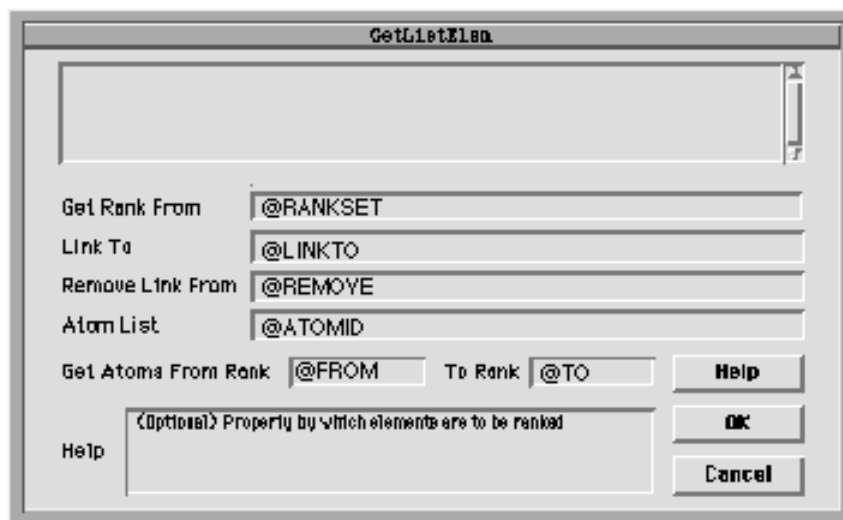 GetListElem
Get Rank From @RANKSET
Link To @LINKTO
Remove Link From @REMOVE
Atom List @ATOMID
Get Atoms From Rank @FROM To Rank @TO Help
(Optional) Property by which elements are to be ranked
OK
Help
Cancel